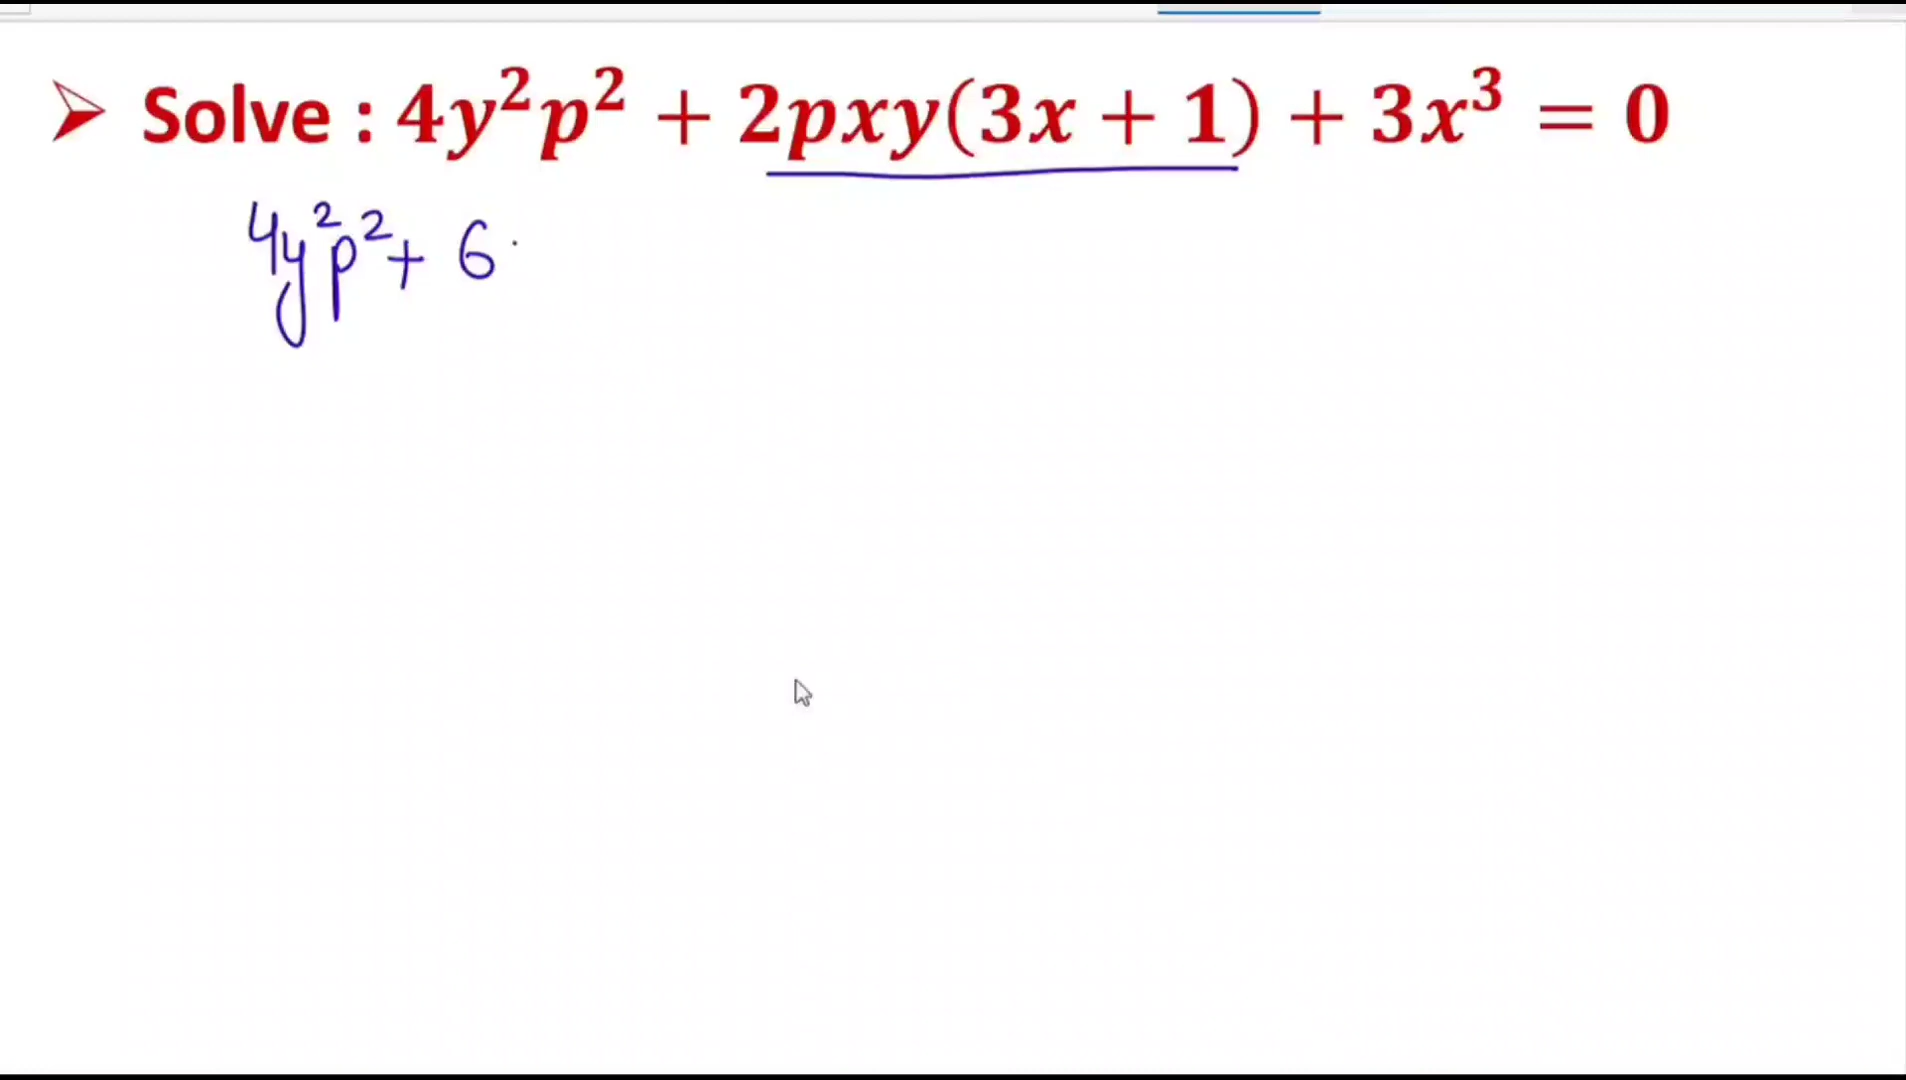 Solve : 4y²p² + 2pxy(3x + 1) + 3x³ = 0
4y²p² + 6